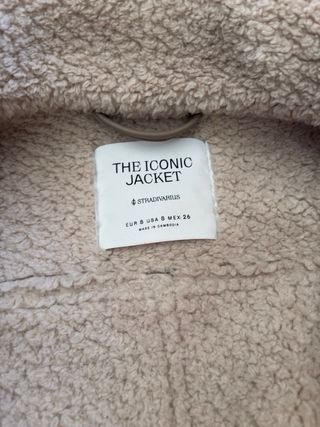 THE ICONIC
JACKET
STRADIVARIUS
EUR S USA S MEX 26
MADE IN CAMBODIA